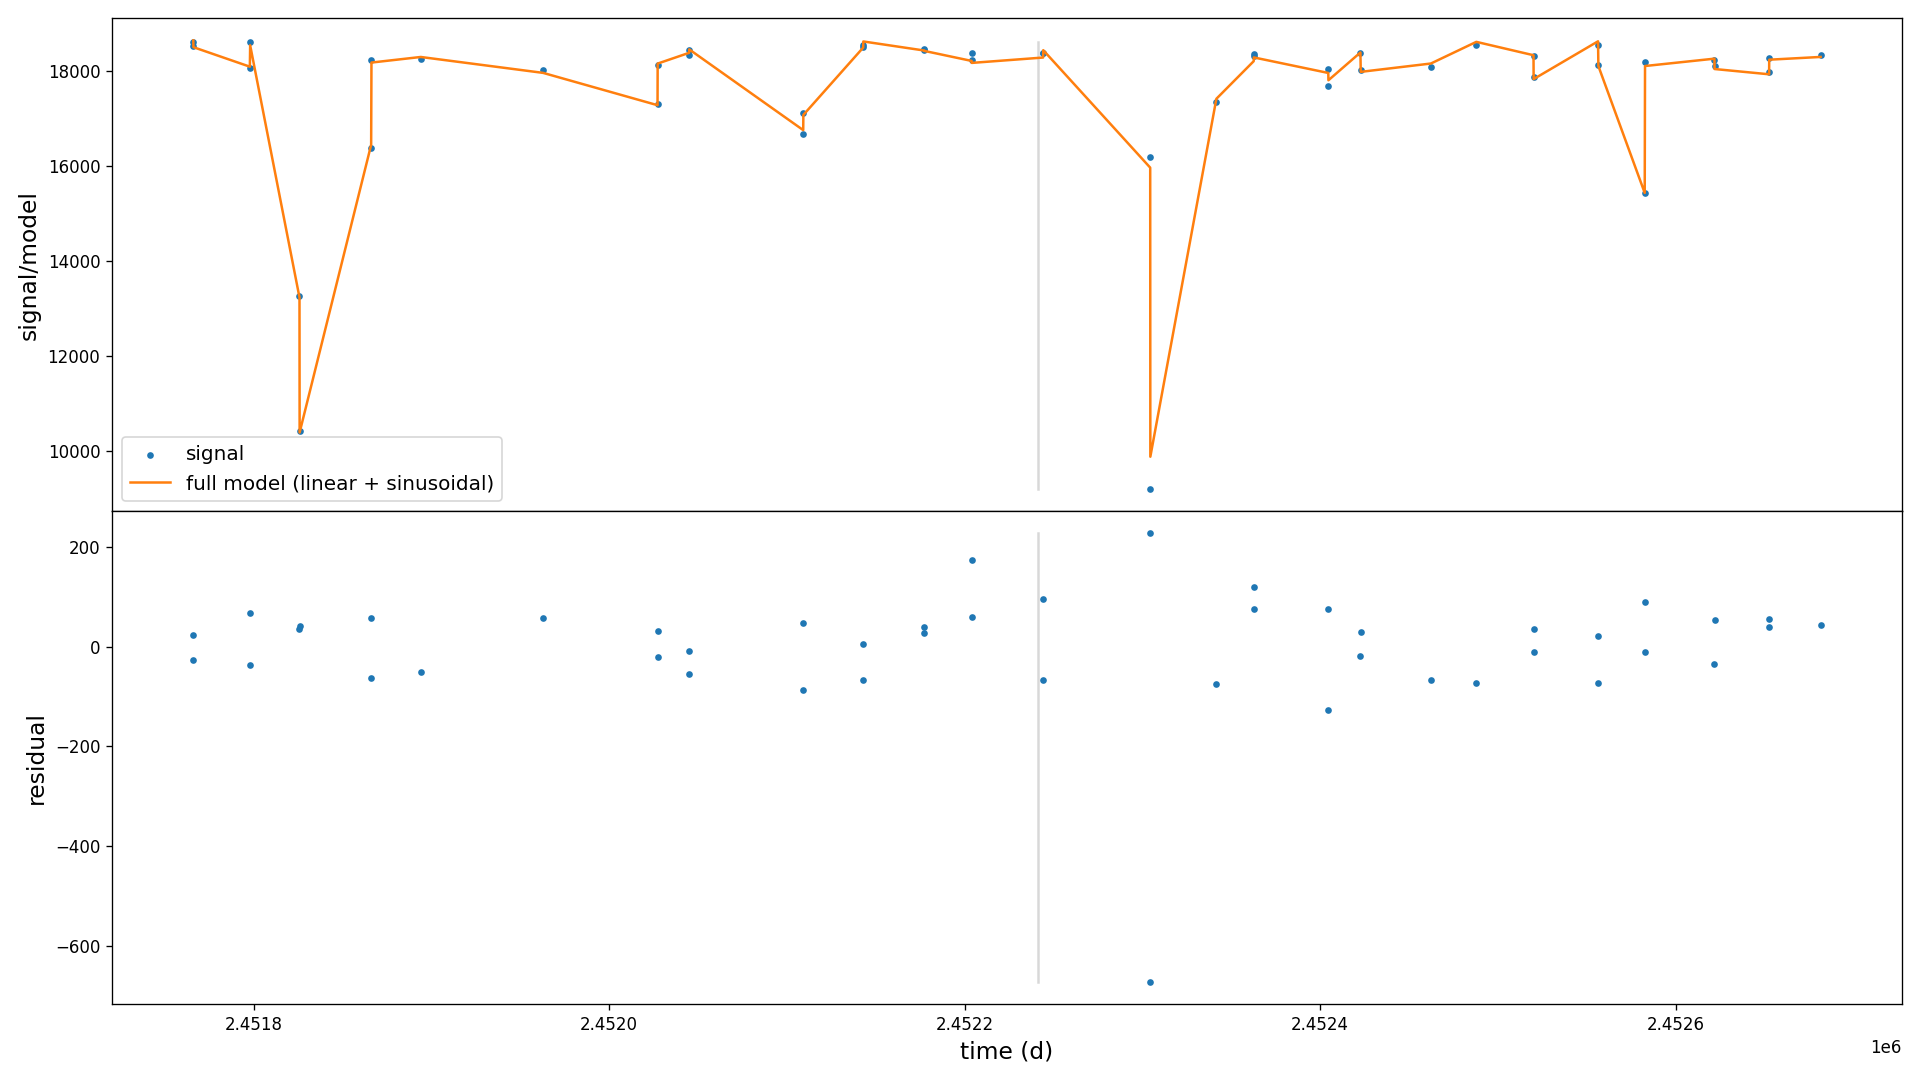 18000
16000
14000
12000
10000
signal/model
signal
full model (linear + sinusoidal)
200
0
−200
−400
−600
residual
2.4518
2.4520
2.4522
2.4524
2.4526
time (d)
1e6